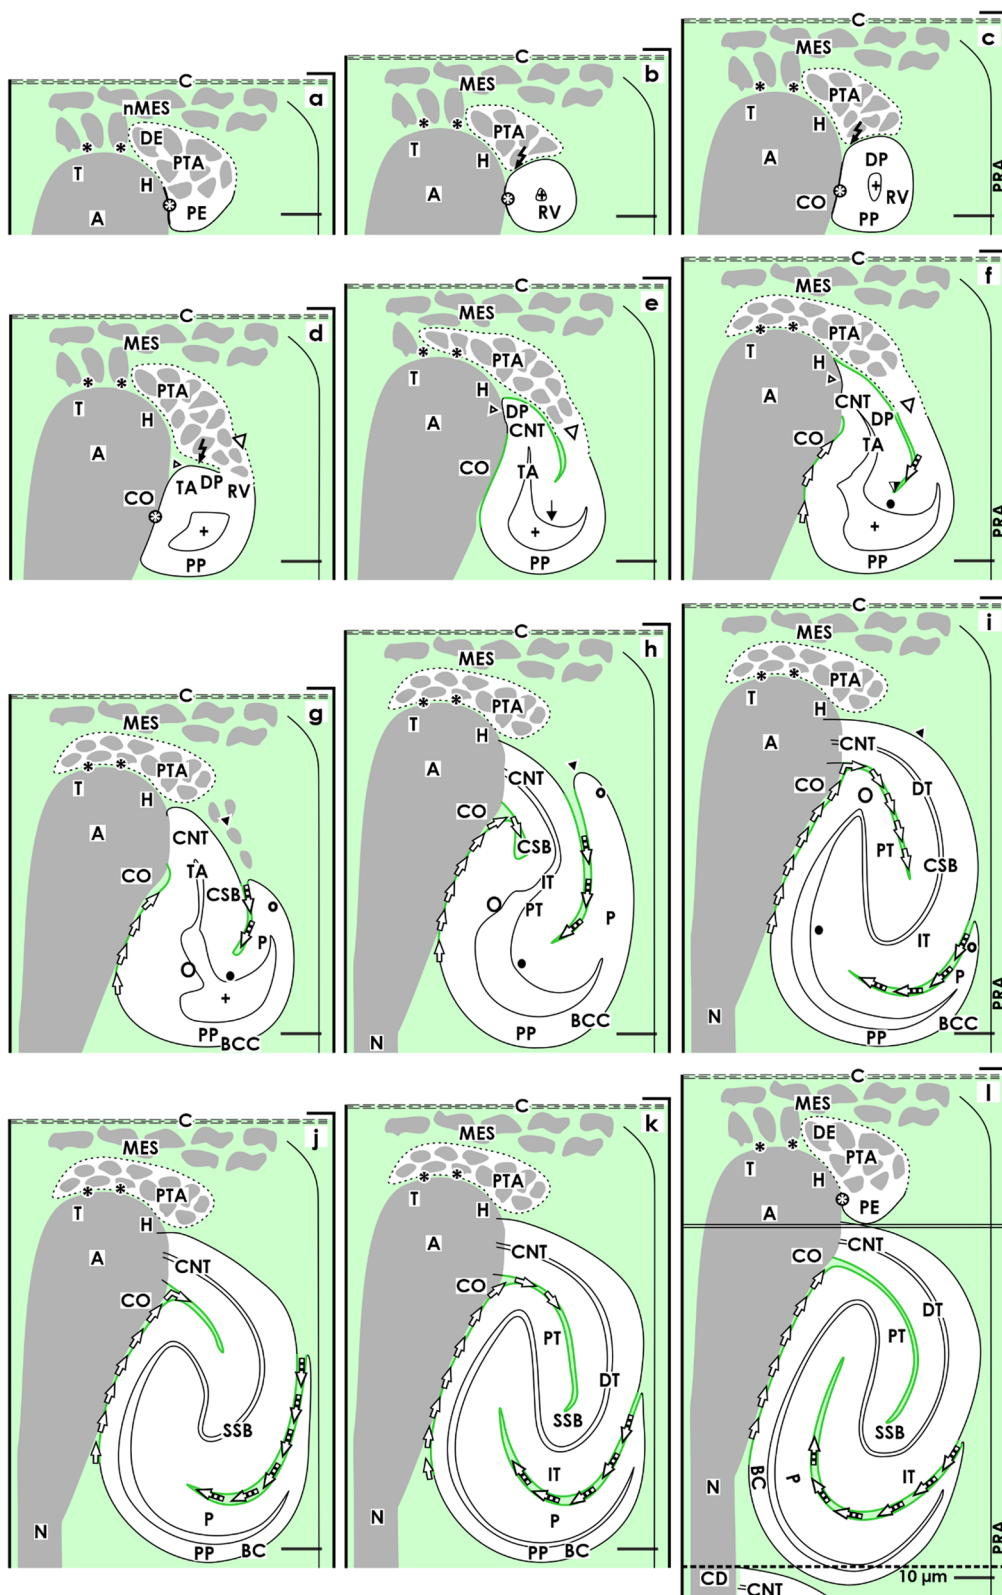 C
a
nMES
DE
PTA
T
H
A
PE
C
b
MES
PTA
T
H
A
RV
C
c
MES
PTA
T
H
A
DP
CO
RV
PP
PRA
C
d
MES
PTA
T
H
A
TA DP RV
CO
PP
C
e
MES
PTA
T
H
A
DP
CNT
CO
TA
PP
C
f
MES
PTA
T
H
A
CNT
DP
CO
TA
PP
PRA
C
g
MES
PTA
T
H
A
CNT
CO
TA
CSB
P
PP
BCC
C
h
MES
PTA
T
H
A
CNT
CO
CSB
IT
PT
P
PP
BCC
N
C
i
MES
PTA
T
H
A
CNT
CO
DT
PT
CSB
IT
P
N
BCC
PP
PRA
C
j
MES
PTA
T
H
A
CNT
CO
SSB
P
N
PP
BC
C
k
MES
PTA
T
H
A
CNT
CO
PT
DT
SSB
IT
P
PP
BC
C
l
MES
DE
PTA
T
H
A
PE
CNT
CO
DT
PT
SSB
BC
P
IT
N
PRA
CD
10 µm
CNT